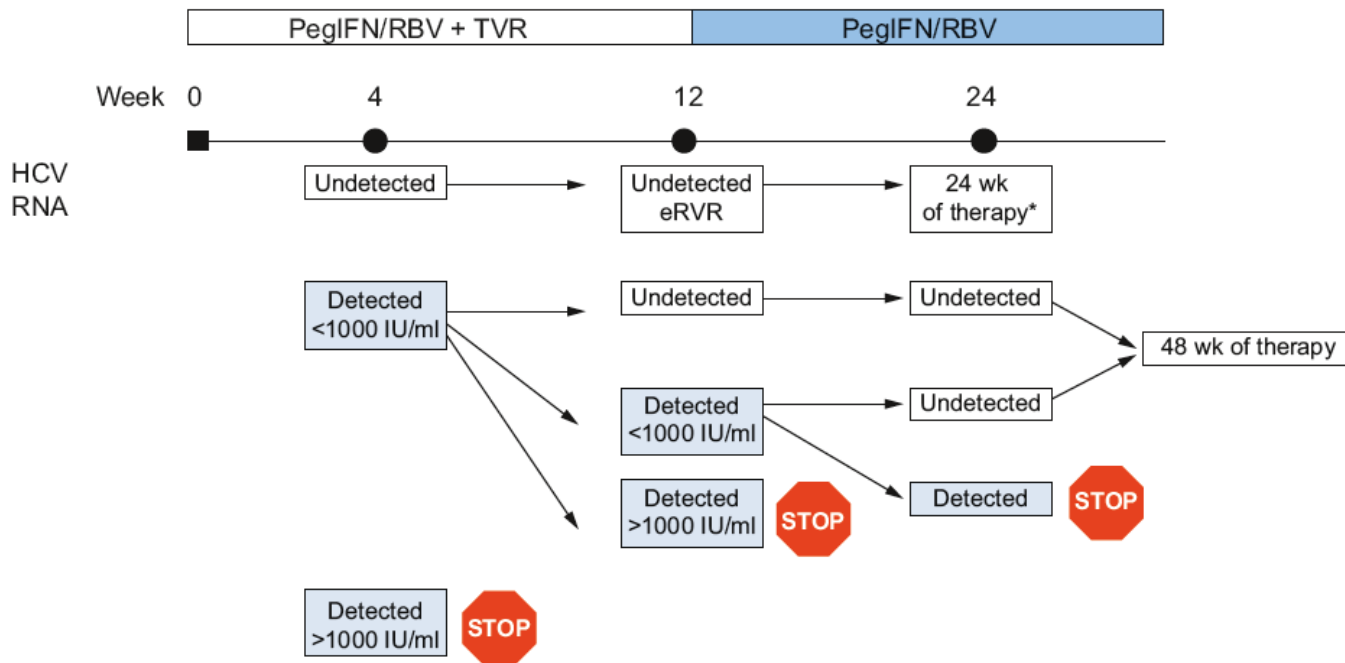 PegIFN/RBV + TVR
PegIFN/RBV
Week 0 4 12 24
HCV
RNA
Undetected
Undetected
eRVR
24 wk
of therapy*
Detected
<1000 IU/ml
Undetected
Undetected
48 wk of therapy
Detected
<1000 IU/ml
Undetected
Detected
>1000 IU/ml
STOP
Detected
STOP
Detected
>1000 IU/ml
STOP